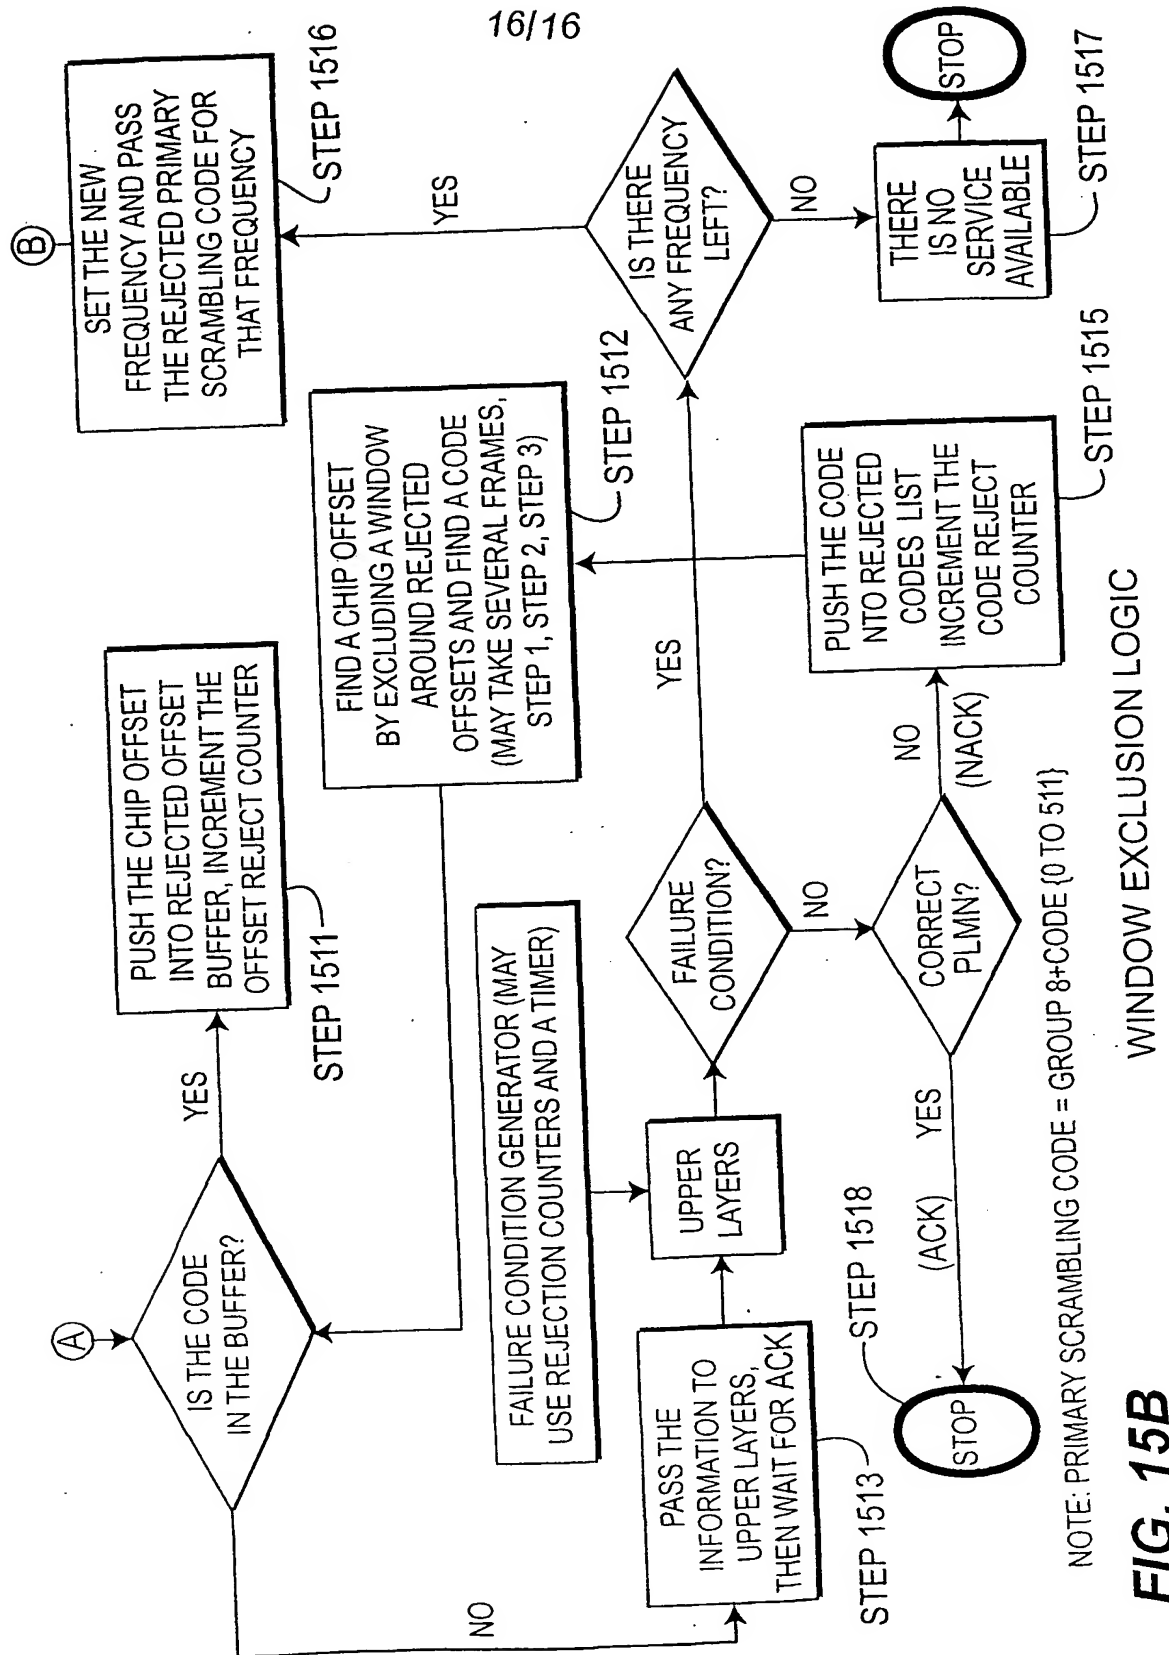 16/16
A
IS THE CODE
IN THE BUFFER?
YES
NO
PUSH THE CHIP OFFSET
INTO REJECTED OFFSET
BUFFER, INCREMENT THE
OFFSET REJECT COUNTER
STEP 1511
FIND A CHIP OFFSET
BY EXCLUDING A WINDOW
AROUND REJECTED
OFFSETS AND FIND A CODE
(MAY TAKE SEVERAL FRAMES,
STEP 1, STEP 2, STEP 3)
STEP 1512
B
SET THE NEW
FREQUENCY AND PASS
THE REJECTED PRIMARY
SCRAMBLING CODE FOR
THAT FREQUENCY
STEP 1516
FAILURE CONDITION GENERATOR (MAY
USE REJECTION COUNTERS AND A TIMER)
PASS THE
INFORMATION TO
UPPER LAYERS,
THEN WAIT FOR ACK
STEP 1513
UPPER
LAYERS
FAILURE
CONDITION?
YES
NO
IS THERE
ANY FREQUENCY
LEFT?
YES
NO
THERE
IS NO
SERVICE
AVAILABLE
STEP 1517
STOP
CORRECT
PLMN?
NO
(NACK)
PUSH THE CODE
NTO REJECTED
CODES LIST
INCREMENT THE
CODE REJECT
COUNTER
STEP 1515
(ACK) YES
STOP
STEP 1518
NOTE: PRIMARY SCRAMBLING CODE = GROUP 8+CODE {0 TO 511}
WINDOW EXCLUSION LOGIC
FIG. 15B